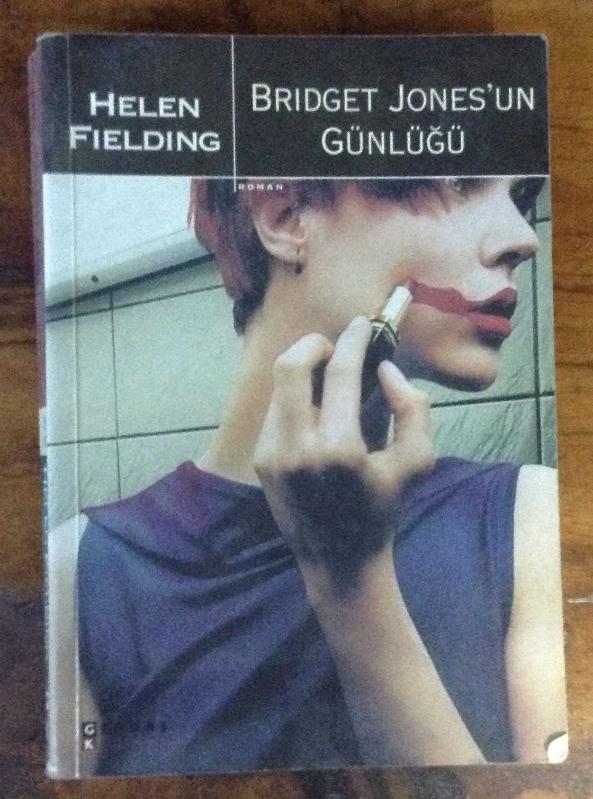 HELEN
FIELDING
BRIDGET JONES'UN
GÜNLÜĞÜ
ROMAN
G
K